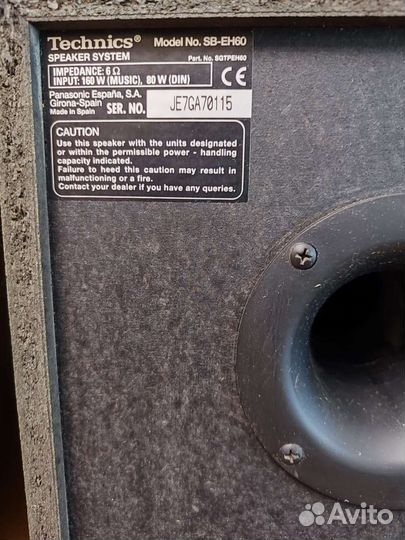 Technics® Model No. SB-EH60
SPEAKER SYSTEM Part. No. SGTPEH60
IMPEDANCE: 6 Ω
INPUT: 160 W (MUSIC), 80 W (DIN)
Panasonic España, S.A.
Girona-Spain
Made in Spain SER. NO. JE7GA70115
CAUTION
Use this speaker with the units designated
or within the permissible power - handling
capacity indicated.
Failure to heed this caution may result in
malfunctioning or a fire.
Contact your dealer if you have any queries.
CE
Avito